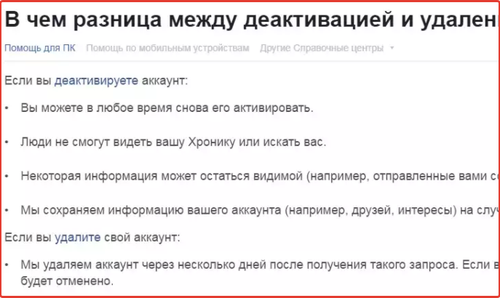 В чем разница между деактивацией и удален
Помощь для ПК Помощь по мобильным устройствам Другие Справочные центры
Если вы деактивируете аккаунт:
• Вы можете в любое время снова его активировать.
• Люди не смогут видеть вашу Хронику или искать вас.
• Некоторая информация может остаться видимой (например, отправленные вами со
• Мы сохраняем информацию вашего аккаунта (например, друзей, интересы) на слу
Если вы удалите свой аккаунт:
• Мы удаляем аккаунт через несколько дней после получения такого запроса. Если в
будет отменено.